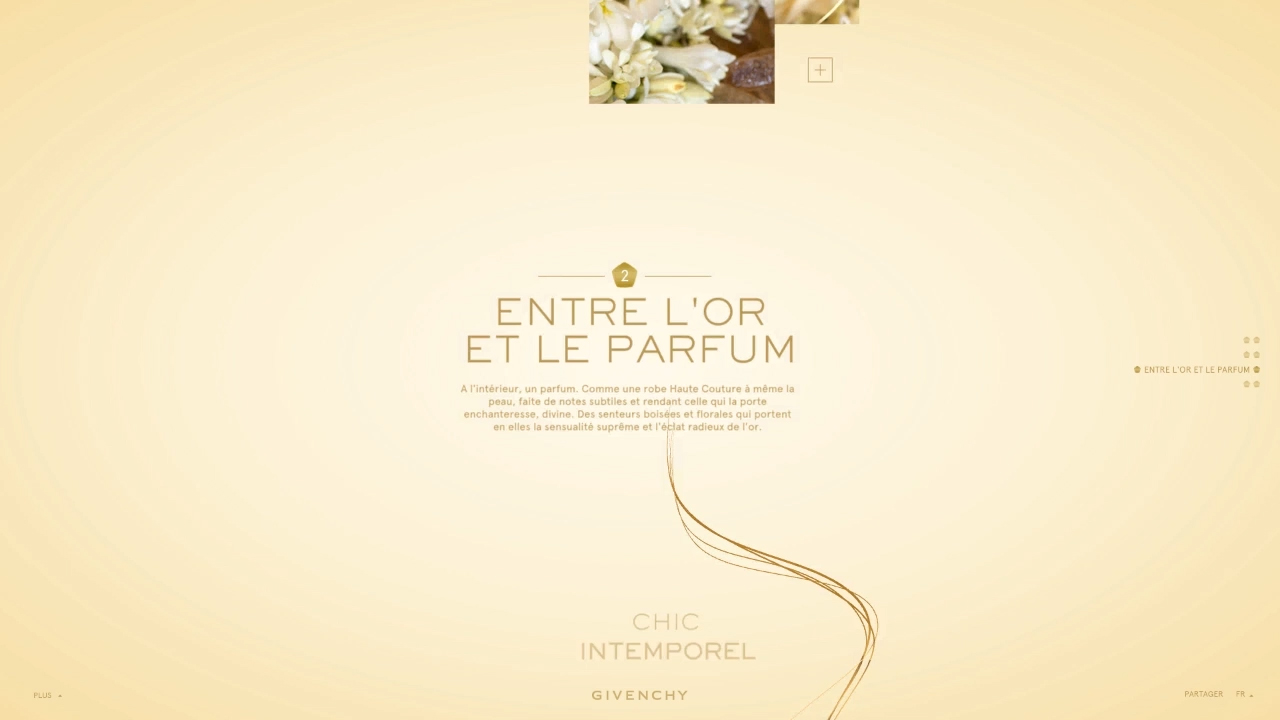 2
ENTRE L'OR
ET LE PARFUM
A l'intérieur, un parfum. Comme une robe Haute Couture à même la
peau, faite de notes subtiles et rendant celle qui la porte
enchanteresse, divine. Des senteurs boisées et florales qui portent
en elles la sensualité suprême et l'éclat radieux de l'or.
ENTRE L'OR ET LE PARFUM
CHIC
INTEMPOREL
PLUS
GIVENCHY
PARTAGER FR